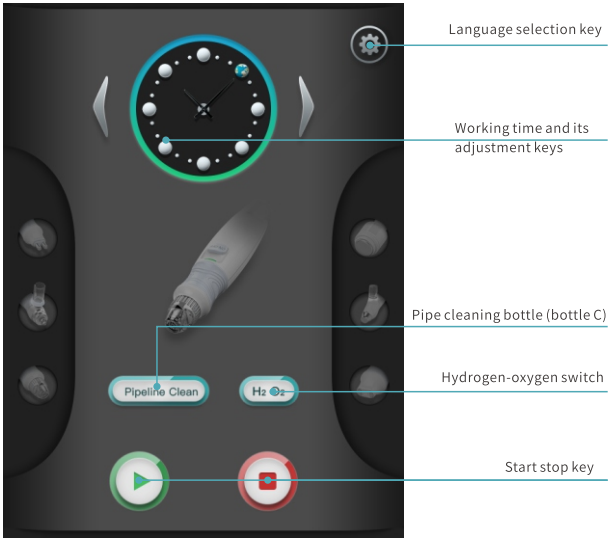 Language selection key
Working time and its
adjustment keys
Pipe cleaning bottle (bottle C)
Pipeline Clean
H₂ O₂
Hydrogen-oxygen switch
Start stop key